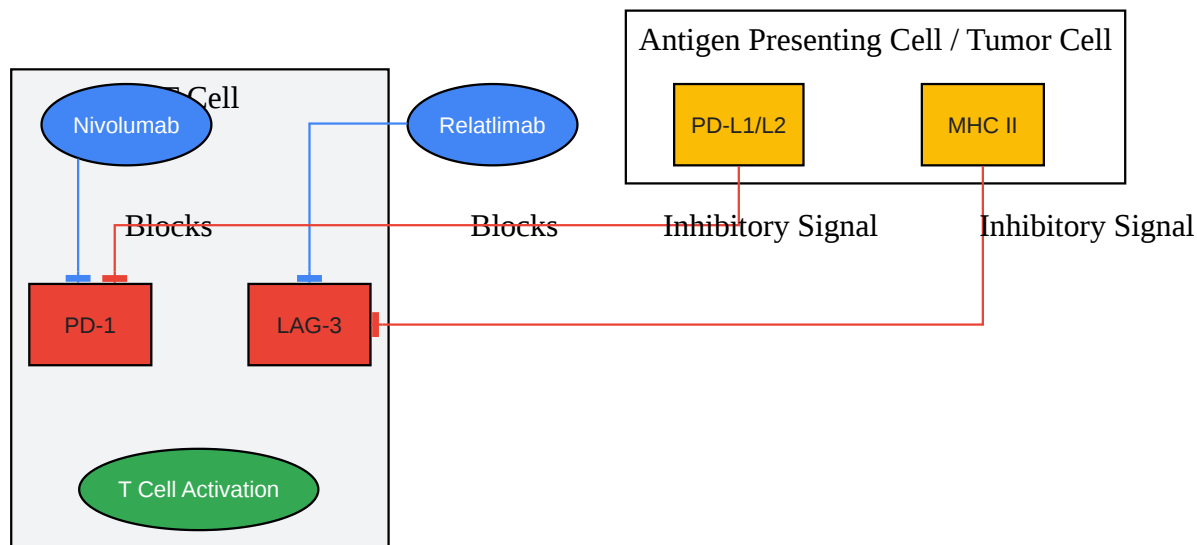 Antigen Presenting Cell / Tumor Cell
Cell
Nivolumab
Relatlimab
PD-L1/L2
MHC II
Blocks
Blocks
Inhibitory Signal
Inhibitory Signal
PD-1
LAG-3
T Cell Activation